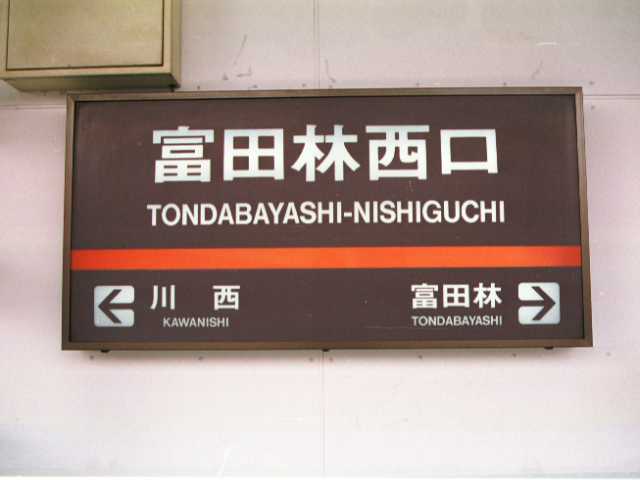 富田林西口
TONDABAYASHI-NISHIGUCHI
川 西
KAWANISHI
富田林
TONDABAYASHI